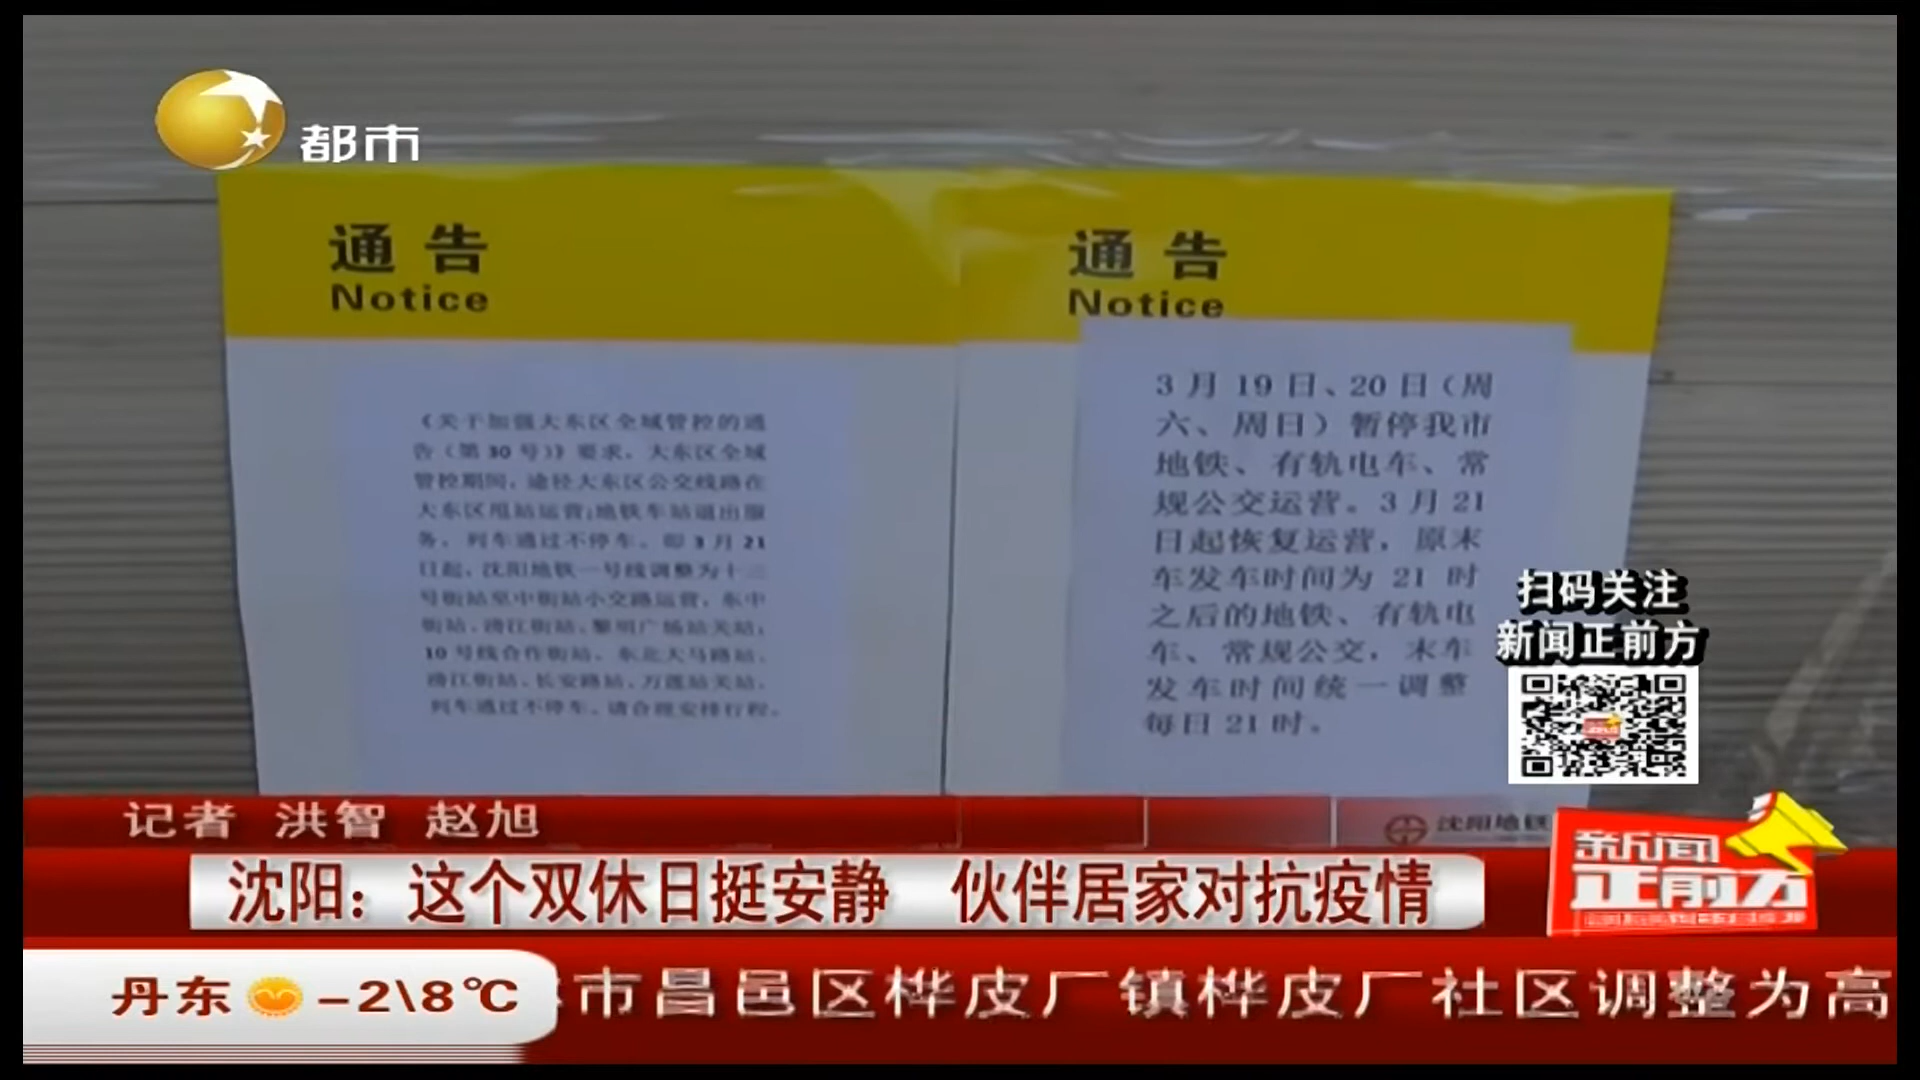 都市
通告
Notice
《关于加强大东区全域管控的通
告(第30号)》要求，大东区全域
管控期间，途径大东区公交线路在
大东区甩站运营;地铁车站退出服
务，列车通过不停车。即3月21
日起，沈阳地铁一号线调整为十三
号街站至中街站小交路运营，东中
街站、滂江街站、黎明广场站关站，
10号线合作街站、东北大马路站、
滂江街站、长安路站、万莲站关站，
列车通过不停车。请合理安排行程。
通告
Notice
3月19日、20日（周
六、周日）暂停我市
地铁、有轨电车、常
规公交运营。3月21
日起恢复运营，原末
车发车时间为 21 时
之后的地铁、有轨电
车、常规公交，末车
发车时间统一调整
每日21时。
扫码关注
新闻正前方
沈阳地铁
记者 洪智 赵旭
沈阳：这个双休日挺安静 伙伴居家对抗疫情
新闻
正前方
丹东 -2\8℃
市昌邑区桦皮厂镇桦皮厂社区调整为高